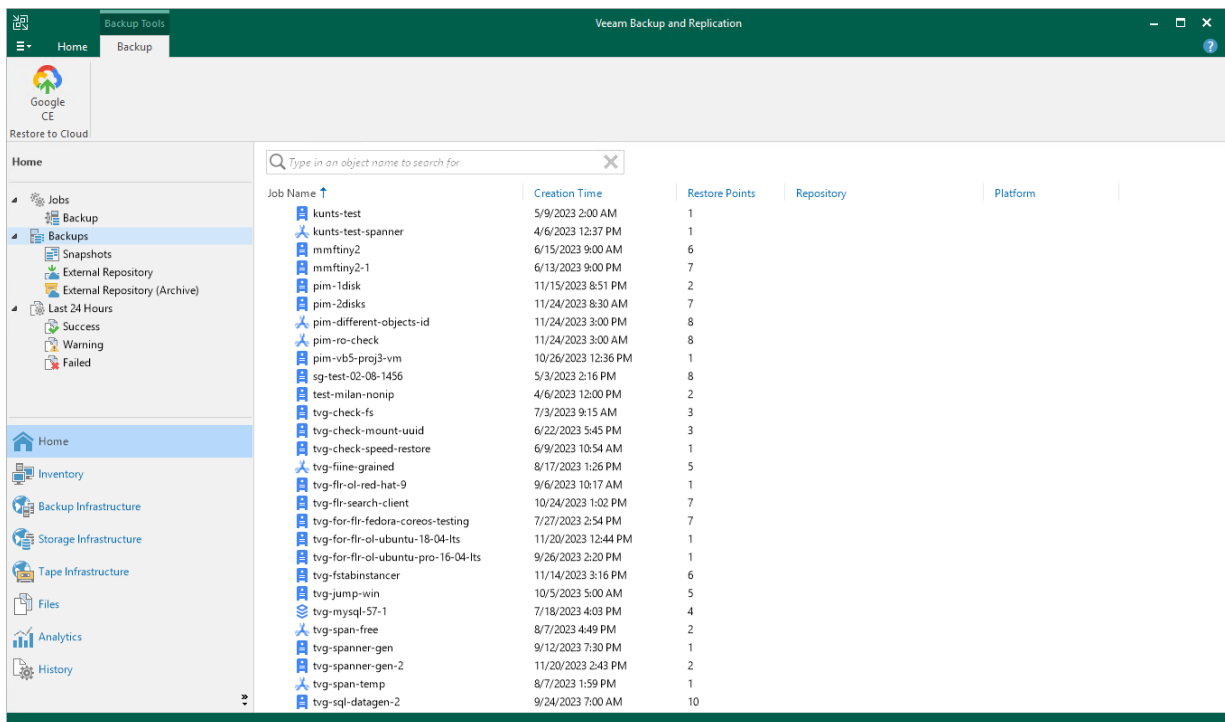 Backup Tools
Veeam Backup and Replication
Home Backup
Google
CE
Restore to Cloud
Home
Jobs
Backup
Backups
Snapshots
External Repository
External Repository (Archive)
Last 24 Hours
Success
Warning
Failed
Home
Inventory
Backup Infrastructure
Storage Infrastructure
Tape Infrastructure
Files
Analytics
History
Type in an object name to search for
Job Name Creation Time Restore Points Repository Platform
kunts-test 5/9/2023 2:00 AM 1
kunts-test-spanner 4/6/2023 12:37 PM 1
mmftiny2 6/15/2023 9:00 AM 6
mmftiny2-1 6/13/2023 9:00 PM 7
pim-1disk 11/15/2023 8:51 PM 2
pim-2disks 11/24/2023 8:30 AM 7
pim-different-objects-id 11/24/2023 3:00 PM 8
pim-ro-check 11/24/2023 3:00 AM 8
pim-vb5-proj3-vm 10/26/2023 12:36 PM 1
sg-test-02-08-1456 5/3/2023 2:16 PM 8
test-milan-nonip 4/6/2023 12:00 PM 2
tvg-check-fs 7/3/2023 9:15 AM 3
tvg-check-mount-uuid 6/22/2023 5:45 PM 3
tvg-check-speed-restore 6/9/2023 10:54 AM 1
tvg-fiine-grained 8/17/2023 1:26 PM 5
tvg-flr-ol-red-hat-9 9/6/2023 10:17 AM 1
tvg-flr-search-client 10/24/2023 1:02 PM 7
tvg-for-flr-fedora-coreos-testing 7/27/2023 2:54 PM 7
tvg-for-flr-ol-ubuntu-18-04-lts 11/20/2023 12:44 PM 1
tvg-for-flr-ol-ubuntu-pro-16-04-lts 9/26/2023 2:20 PM 1
tvg-fstabinstancer 11/14/2023 3:16 PM 6
tvg-jump-win 10/5/2023 5:00 AM 5
tvg-mysql-57-1 7/18/2023 4:03 PM 4
tvg-span-free 8/7/2023 4:49 PM 2
tvg-spanner-gen 9/12/2023 7:30 PM 1
tvg-spanner-gen-2 11/20/2023 2:43 PM 2
tvg-span-temp 8/7/2023 1:59 PM 1
tvg-sql-datagen-2 9/24/2023 7:00 AM 10